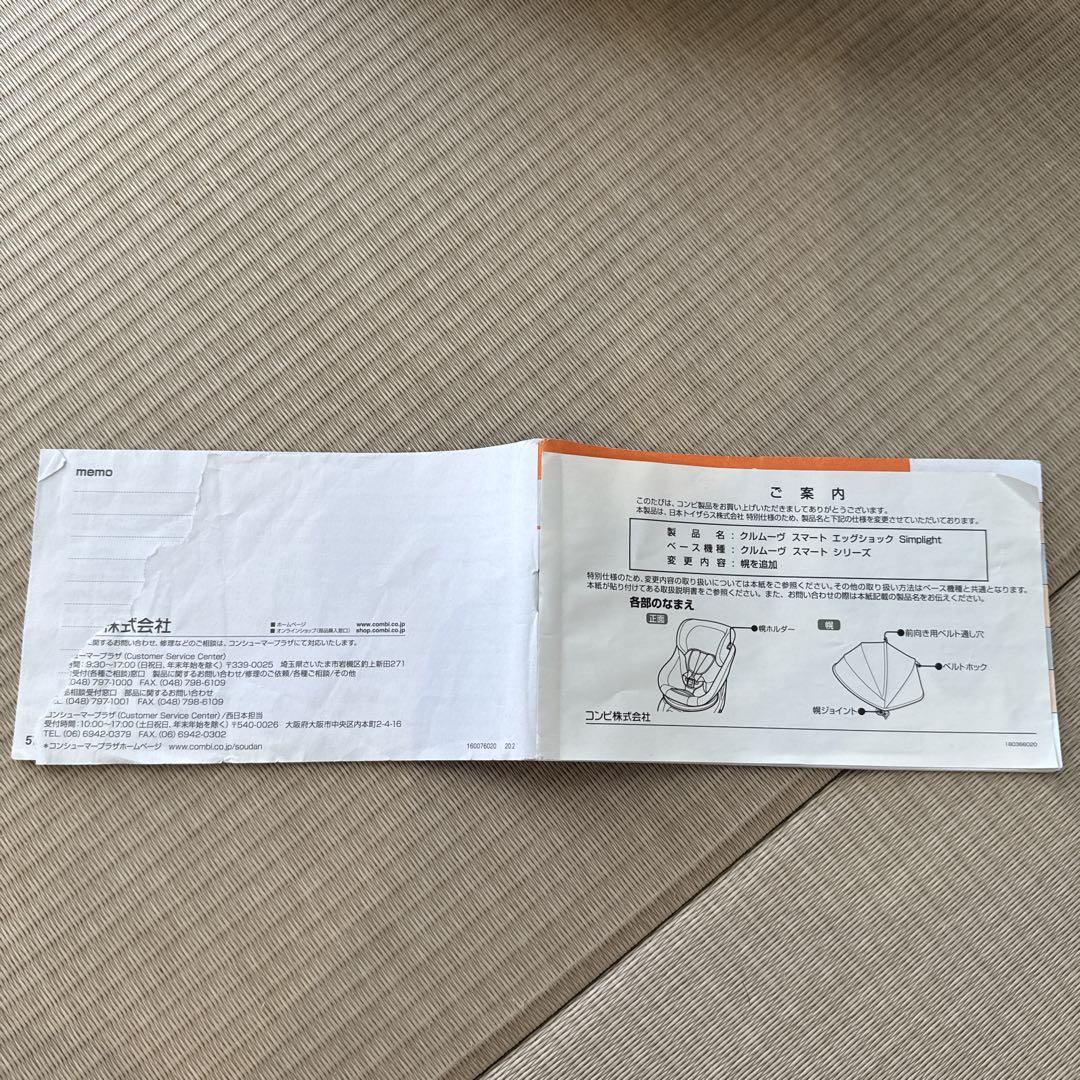 memo
株式会社
■ ホームページ www.combi.co.jp
■ オンラインショップ(部品購入窓口) shop.combi.co.jp
関するお問い合わせ、修理などのご相談は、コンシューマープラザにて対応いたします。
ューマープラザ (Customer Service Center)
間:9:30〜17:00 (日祝日、年末年始を除く) 〒339-0025 埼玉県さいたま市岩槻区釣上新田271
受付(各種ご相談)窓口 製品に関するお問い合わせ/修理のご依頼/各種ご相談/その他
(048) 797-1000 FAX. (048) 798-6109
品相談受付窓口 部品に関するお問い合わせ
(048) 797-1001 FAX. (048) 798-6109
コンシューマープラザ (Customer Service Center) /西日本担当
受付時間:10:00〜17:00 (土日祝日、年末年始を除く) 〒540-0026 大阪府大阪市中央区内本町2-4-16
TEL. (06) 6942-0379 FAX. (06) 6942-0302
*コンシューマープラザホームページ www.combi.co.jp/soudan
160076020 20.2
5
ご案内
このたびは、コンビ製品をお買い上げいただきましてありがとうございます。
本製品は、日本トイザらス株式会社 特別仕様のため、製品名と下記の仕様を変更させていただいております。
製品名:クルムーヴ スマート エッグショック Simplight
ベース機種:クルムーヴ スマート シリーズ
変更内容:幌を追加
特別仕様のため、変更内容の取り扱いについては本紙をご参照ください。その他の取り扱い方法はベース機種と共通となります。
本紙が貼り付けてある取扱説明書をご参照ください。また、お問い合わせの際は本紙記載の製品名をお伝えください。
各部のなまえ
正面
幌ホルダー
幌
前向き用ベルト通し穴
ベルトホック
幌ジョイント
コンビ株式会社
180366020